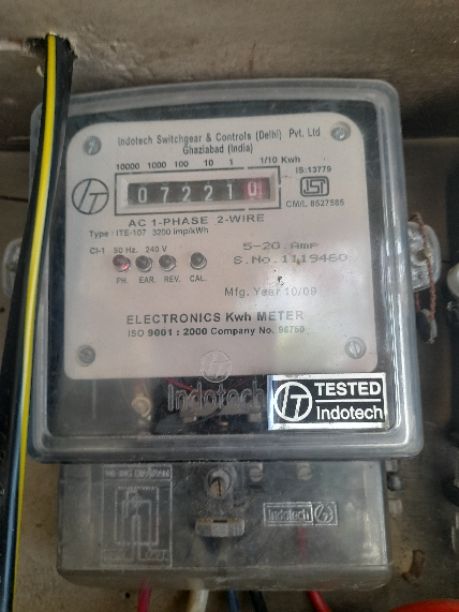 Indotech Switchgear & Controls (Delhi) Pvt. Ltd
Ghaziabad (India)
10000 1000 100 10 1 1/10 Kwh
IS:13779
072210
CM/L 8527585
AC 1-PHASE 2-WIRE
Type : ITE-107 3200 imp/kWh
Cl-1 50 Hz. 240 V
5-20. Amp
S.No. 1119460
PH. EAR. REV. CAL.
Mfg. Year 10/09
ELECTRONICS Kwh METER
ISO 9001 : 2000 Company No. 96750
Indotech
TESTED
Indotech
Indotech